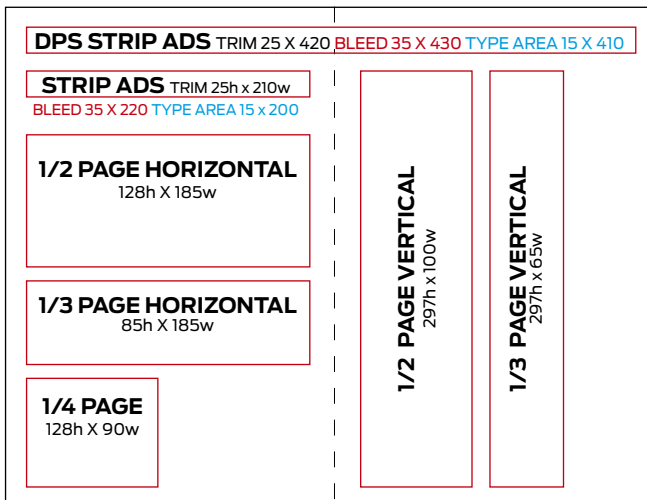 DPS STRIP ADS TRIM 25 X 420 BLEED 35 X 430 TYPE AREA 15 X 410
STRIP ADS TRIM 25h x 210w
BLEED 35 X 220 TYPE AREA 15 x 200
1/2 PAGE HORIZONTAL
128h X 185w
1/3 PAGE HORIZONTAL
85h X 185w
1/4 PAGE
128h X 90w
1/2 PAGE VERTICAL
297h x 100w
1/3 PAGE VERTICAL
297h x 65w